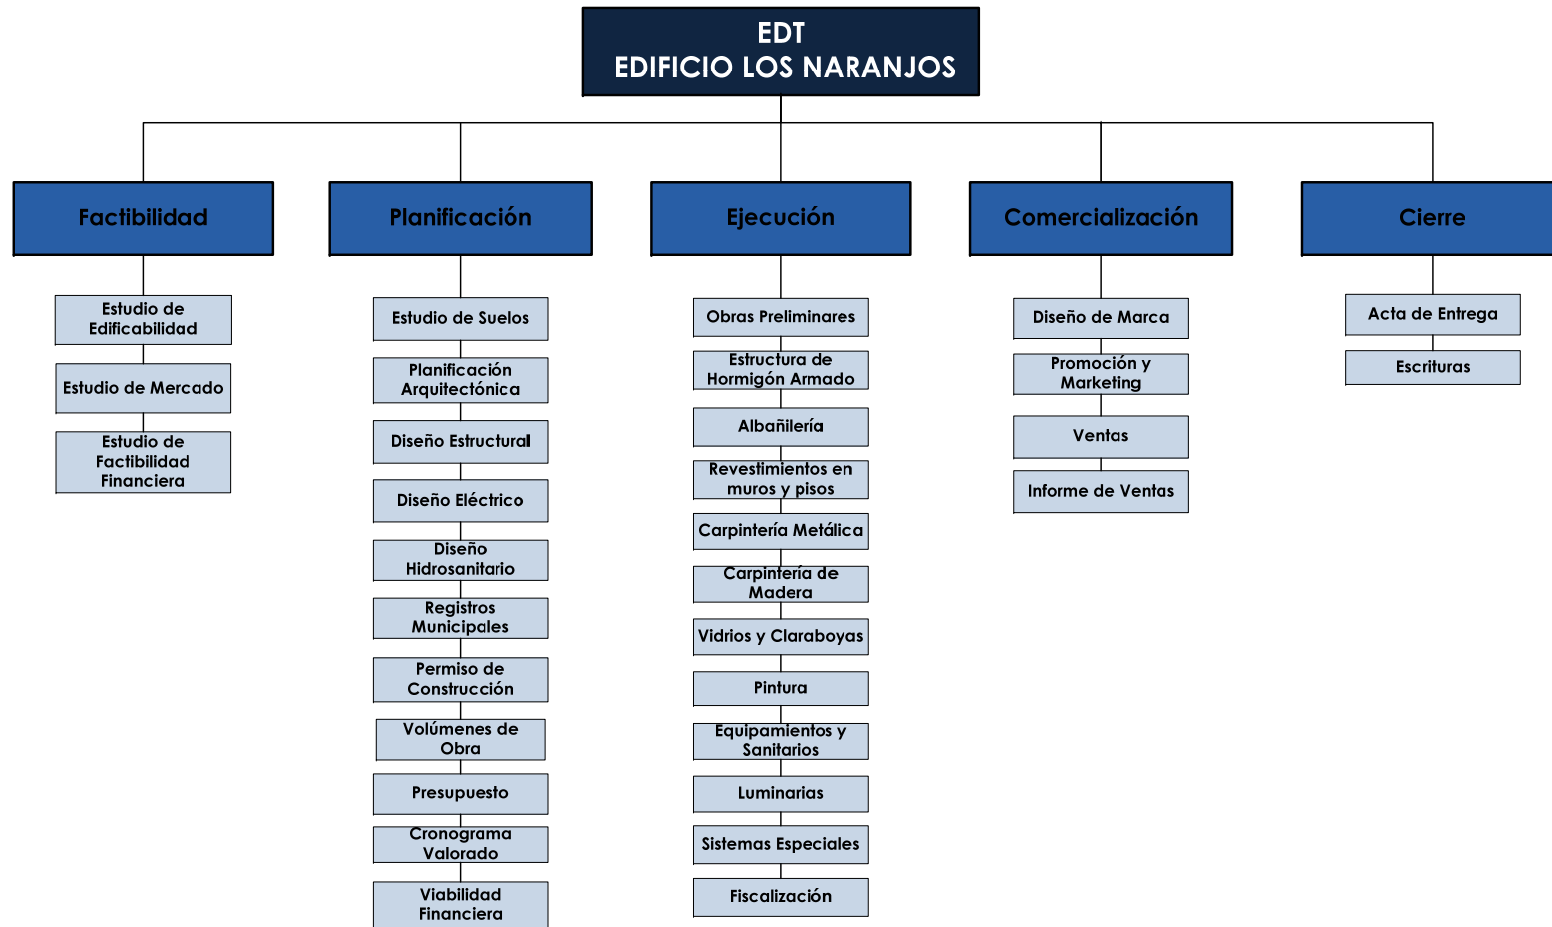 EDT
EDIFICIO LOS NARANJOS
Factibilidad
Estudio de
Edificabilidad
Estudio de Mercado
Estudio de
Factibilidad
Financiera
Planificación
Estudio de Suelos
Planificación
Arquitectónica
Diseño Estructural
Diseño Eléctrico
Diseño
Hidrosanitario
Registros
Municipales
Permiso de
Construcción
Volúmenes de
Obra
Presupuesto
Cronograma
Valorado
Viabilidad
Financiera
Ejecución
Obras Preliminares
Estructura de
Hormigón Armado
Albañilería
Revestimientos en
muros y pisos
Carpintería Metálica
Carpintería de
Madera
Vidrios y Claraboyas
Pintura
Equipamientos y
Sanitarios
Luminarias
Sistemas Especiales
Fiscalización
Comercialización
Diseño de Marca
Promoción y
Marketing
Ventas
Informe de Ventas
Cierre
Acta de Entrega
Escrituras